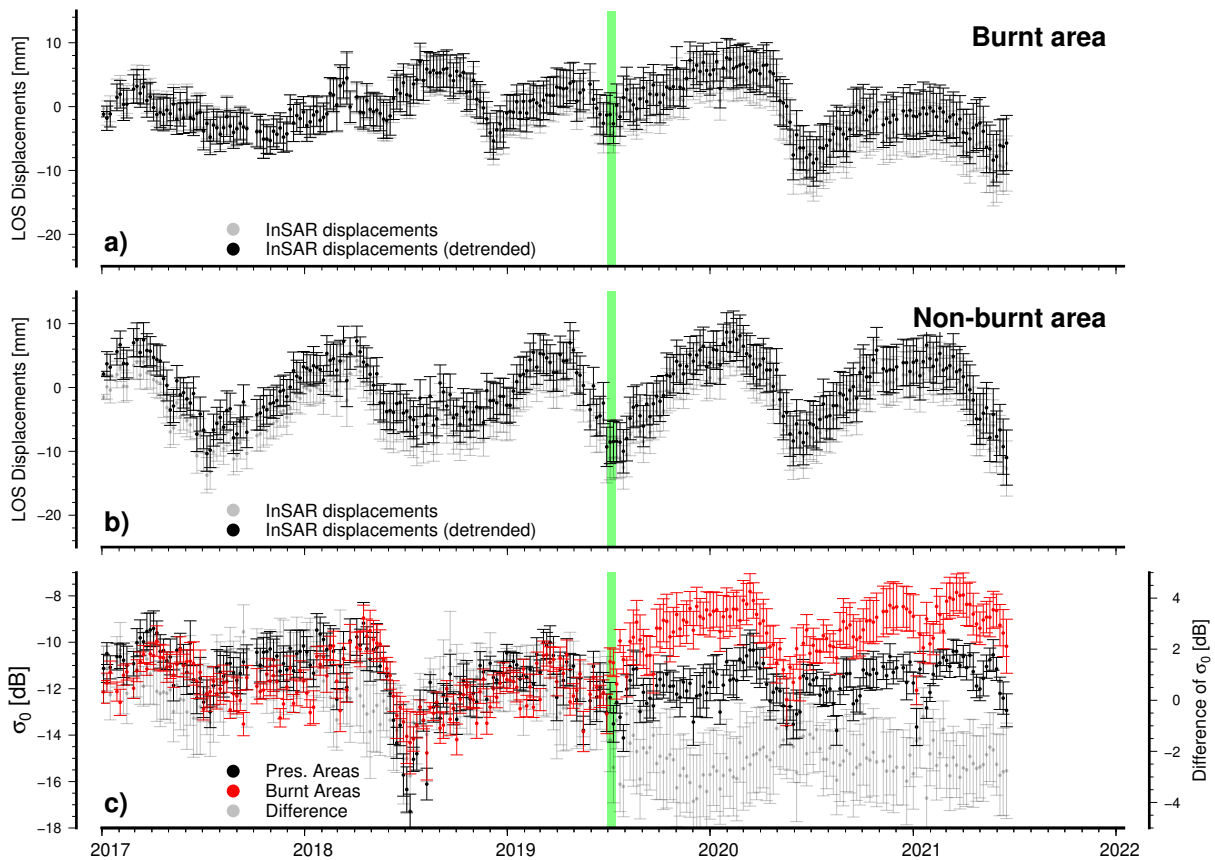 Burnt area
LOS Displacements [mm]
10
0
−10
−20
InSAR displacements
InSAR displacements (detrended)
a)
Non-burnt area
LOS Displacements [mm]
10
0
−10
−20
InSAR displacements
InSAR displacements (detrended)
b)
σ₀ [dB]
−8
−10
−12
−14
−16
−18
Difference of σ₀ [dB]
4
2
0
−2
−4
Pres. Areas
Burnt Areas
Difference
c)
2017 2018 2019 2020 2021 2022